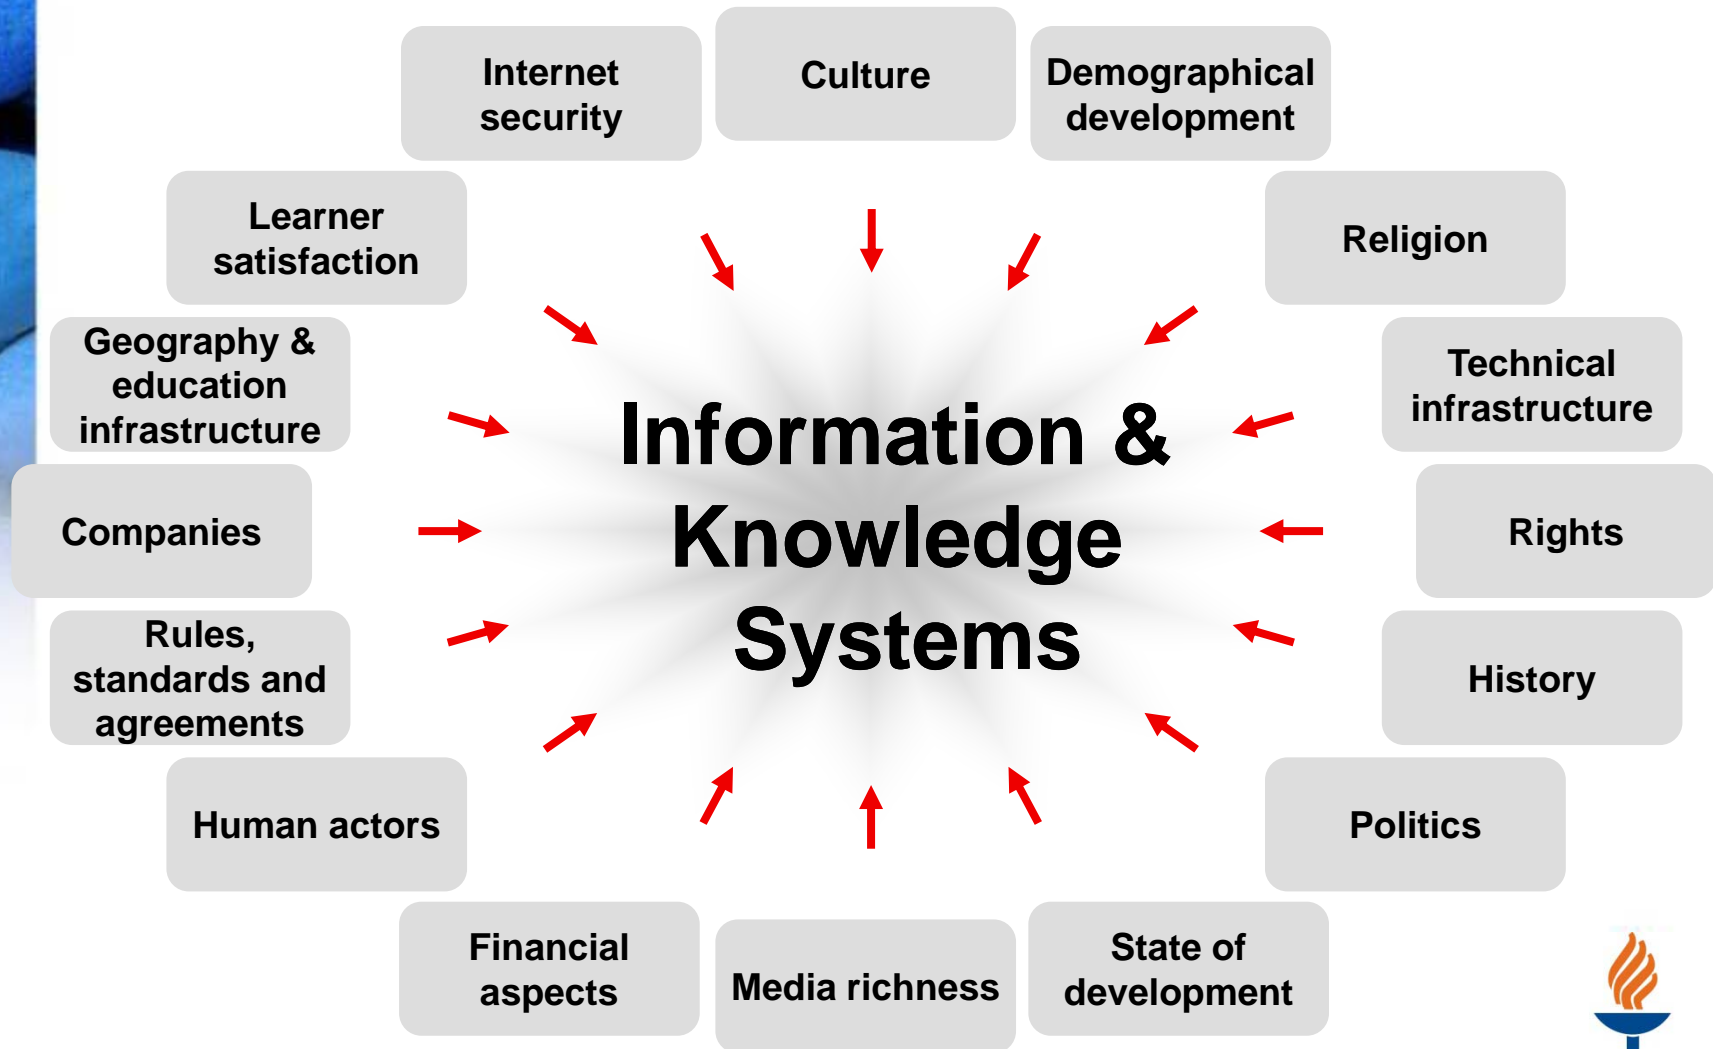 Internet
security
Culture
Demographical
development
Learner
satisfaction
Religion
Geography &
education
infrastructure
Technical
infrastructure
Information &
Knowledge
Systems
Companies
Rights
Rules,
standards and
agreements
History
Human actors
Politics
Financial
aspects
Media richness
State of
development